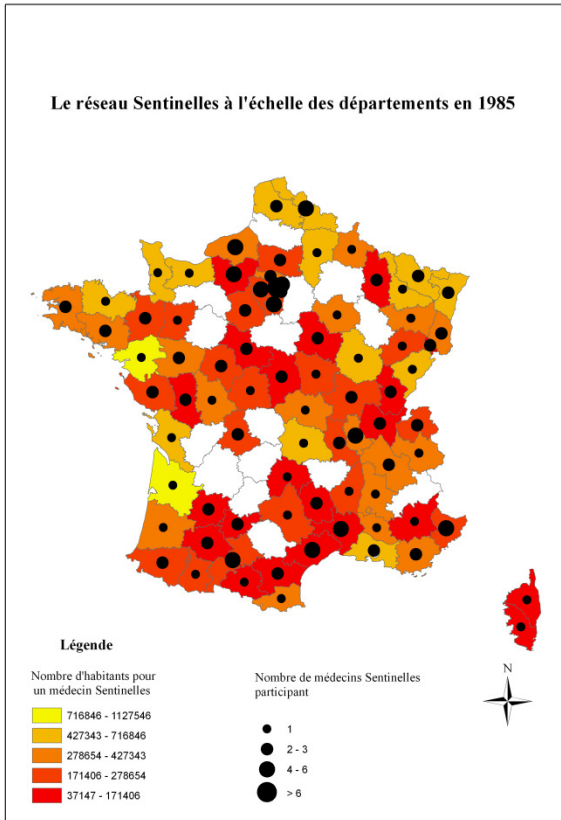 Le réseau Sentinelles à l'échelle des départements en 1985
Légende
Nombre d'habitants pour
un médecin Sentinelles
716846 - 1127546
427343 - 716846
278654 - 427343
171406 - 278654
37147 - 171406
Nombre de médecins Sentinelles
participant
1
2 - 3
4 - 6
> 6
N